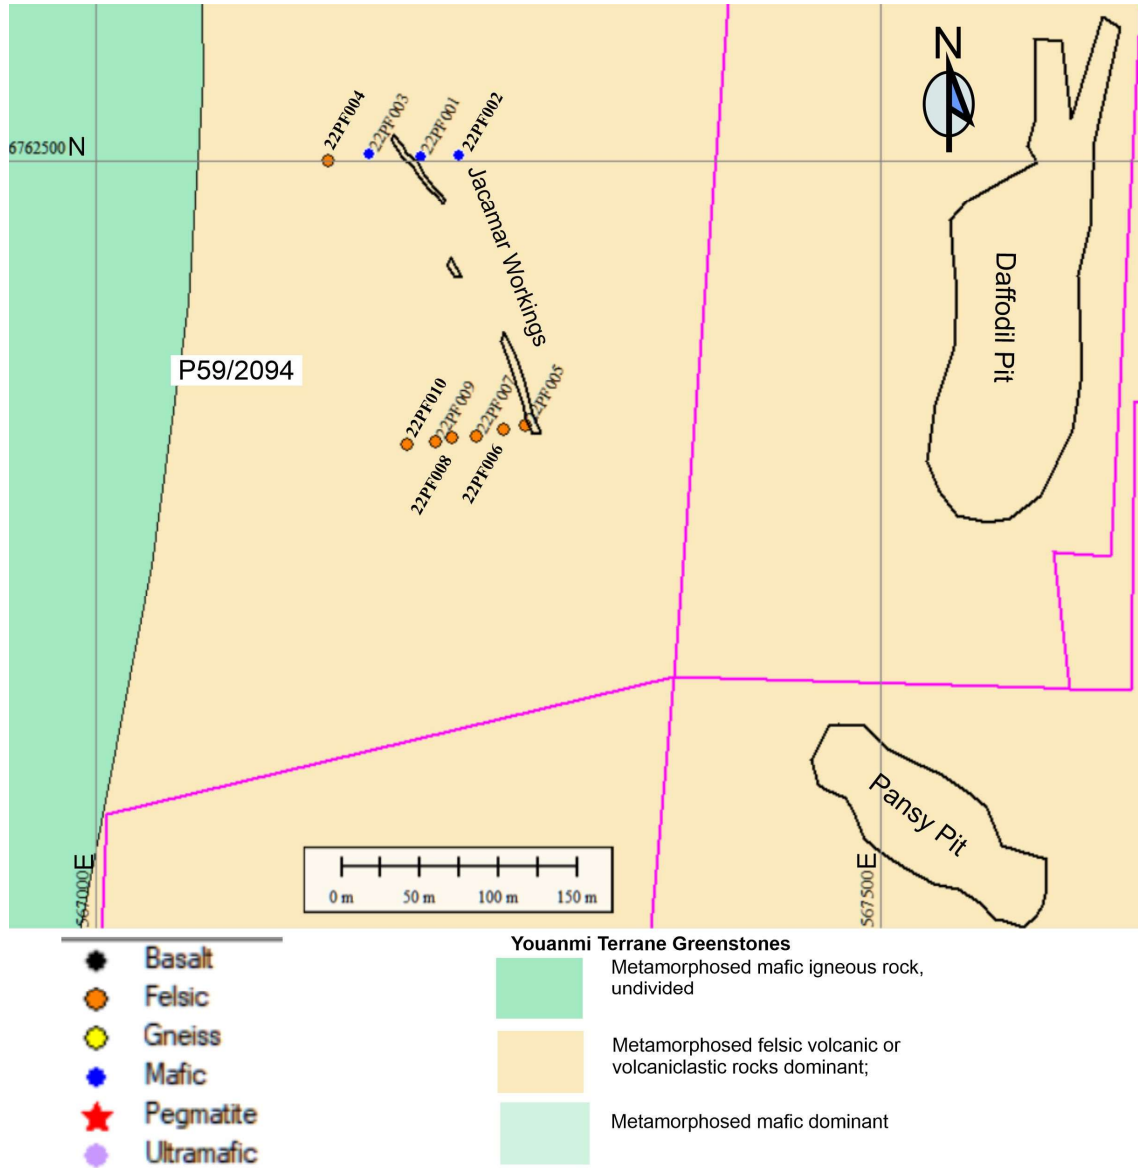 N
22PF004
22PF003
22PF001
22PF002
6762500 N
Jacamar Workings
Daffodil Pit
P59/2094
22PF010
22PF009
22PF007
22PF005
22PF008
22PF006
Pansy Pit
567000 E
567500 E
0 m 50 m 100 m 150 m
Basalt
Felsic
Gneiss
Mafic
Pegmatite
Ultramafic
Youanmi Terrane Greenstones
Metamorphosed mafic igneous rock,
undivided
Metamorphosed felsic volcanic or
volcaniclastic rocks dominant;
Metamorphosed mafic dominant